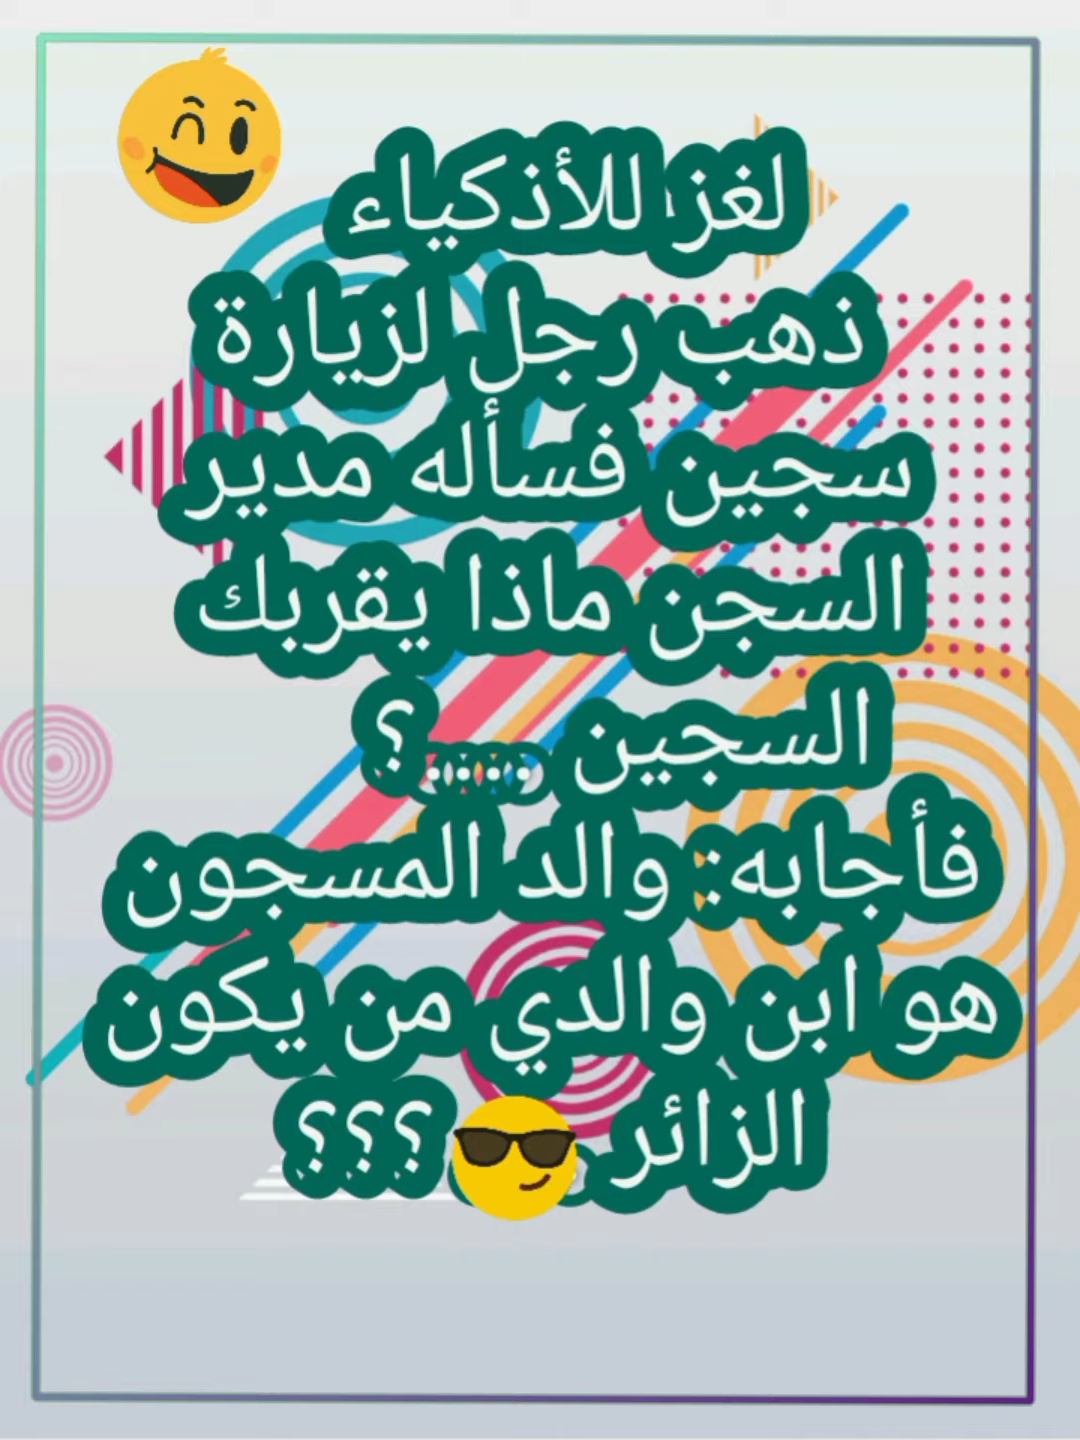 لغز للأذكياء
ذهب رجل لزيارة
سجين فسأله مدير
السجن ماذا يقربك
السجين ....؟
فأجابه: والد المسجون
هو ابن والدي من يكون
الزائر 😎؟؟؟